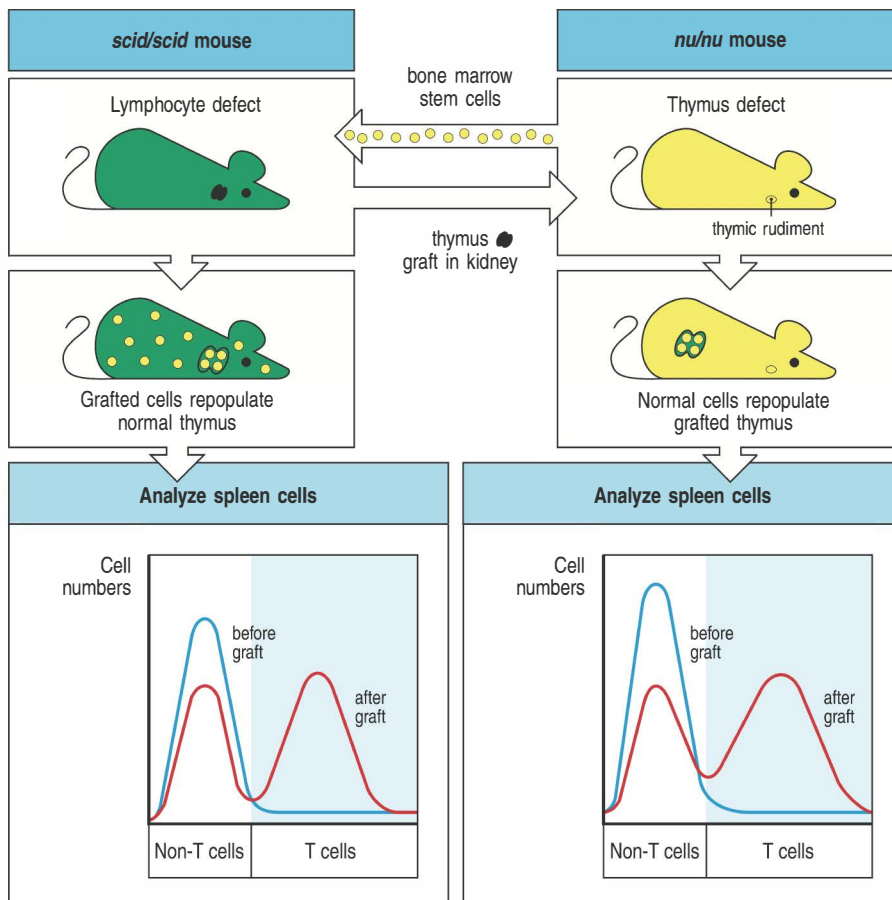 scid/scid mouse
nu/nu mouse
bone marrow
stem cells
Lymphocyte defect
Thymus defect
thymic rudiment
thymus
graft in kidney
Grafted cells repopulate
normal thymus
Normal cells repopulate
grafted thymus
Analyze spleen cells
Cell
numbers
before
graft
after
graft
Non-T cells
T cells
Analyze spleen cells
Cell
numbers
before
graft
after
graft
Non-T cells
T cells